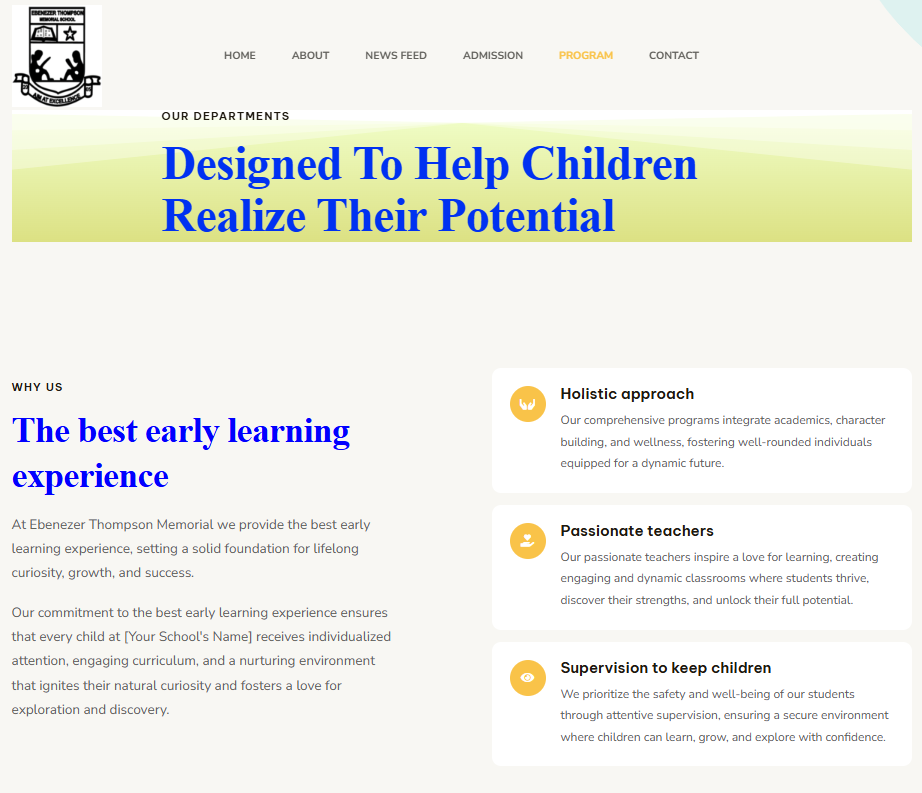 EBENEZER THOMPSON
MEMORIAL SCHOOL
AIM AT EXCELLENCE
HOME ABOUT NEWS FEED ADMISSION PROGRAM CONTACT
OUR DEPARTMENTS
Designed To Help Children
Realize Their Potential
WHY US
The best early learning
experience
At Ebenezer Thompson Memorial we provide the best early
learning experience, setting a solid foundation for lifelong
curiosity, growth, and success.
Our commitment to the best early learning experience ensures
that every child at [Your School's Name] receives individualized
attention, engaging curriculum, and a nurturing environment
that ignites their natural curiosity and fosters a love for
exploration and discovery.
Holistic approach
Our comprehensive programs integrate academics, character
building, and wellness, fostering well-rounded individuals
equipped for a dynamic future.
Passionate teachers
Our passionate teachers inspire a love for learning, creating
engaging and dynamic classrooms where students thrive,
discover their strengths, and unlock their full potential.
Supervision to keep children
We prioritize the safety and well-being of our students
through attentive supervision, ensuring a secure environment
where children can learn, grow, and explore with confidence.